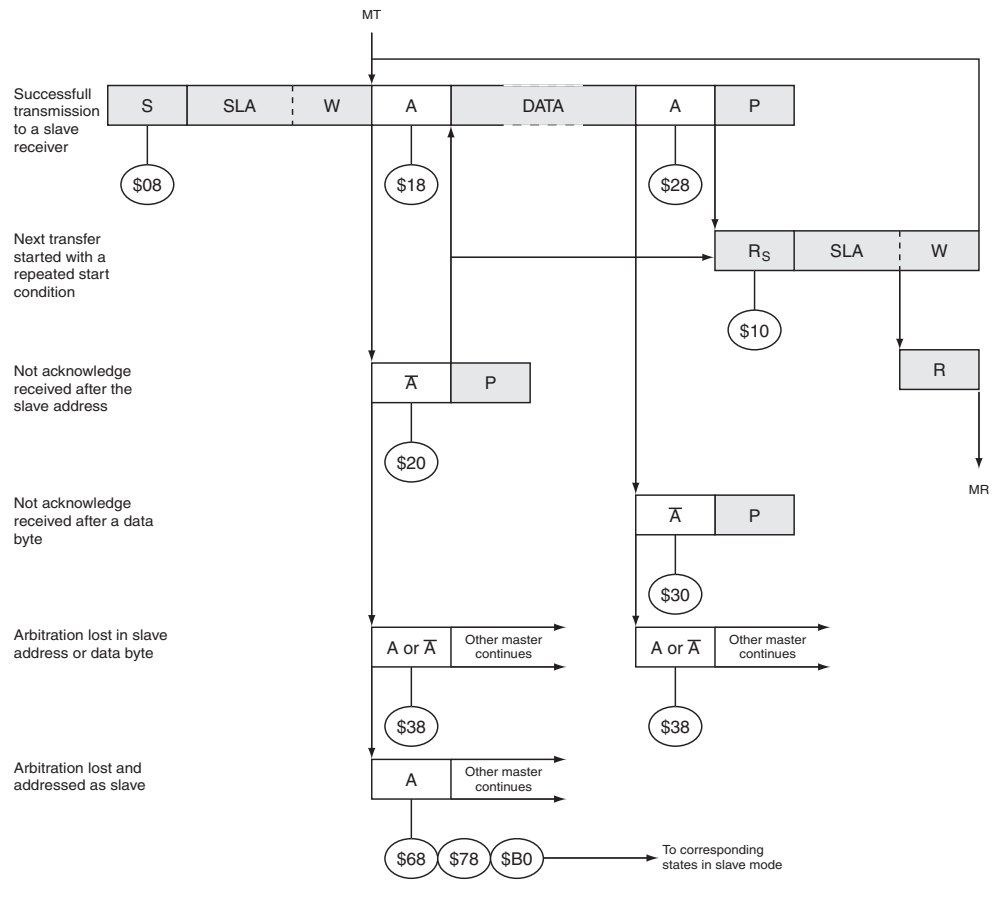 MT
Successfull
transmission
to a slave
receiver
S SLA W A DATA A P
$08 $18 $28
Next transfer
started with a
repeated start
condition
RS SLA W
$10
Not acknowledge
received after the
slave address
A̅ P
R
$20
MR
Not acknowledge
received after a data
byte
A̅ P
$30
Arbitration lost in slave
address or data byte
A or A̅
Other master
continues
A or A̅
Other master
continues
$38 $38
Arbitration lost and
addressed as slave
A
Other master
continues
$68 $78 $B0
To corresponding
states in slave mode